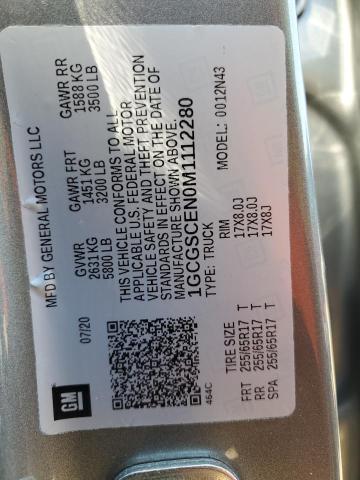 MFD BY GENERAL MOTORS LLC
07/20
GVWR GAWR FRT GAWR RR
2631 KG 1451 KG 1588 KG
5800 LB 3200 LB 3500 LB
THIS VEHICLE CONFORMS TO ALL
APPLICABLE U.S. FEDERAL MOTOR
VEHICLE SAFETY AND THEFT PREVENTION
STANDARDS IN EFFECT ON THE DATE OF
MANUFACTURE SHOWN ABOVE.
1GCGSCEN0M1112280
TYPE: TRUCK 0012N43
GM
464C
TIRE SIZE RIM
FRT 255/65R17 T 17X8.0J
RR 255/65R17 T 17X8.0J
SPA 255/65R17 T 17X8J